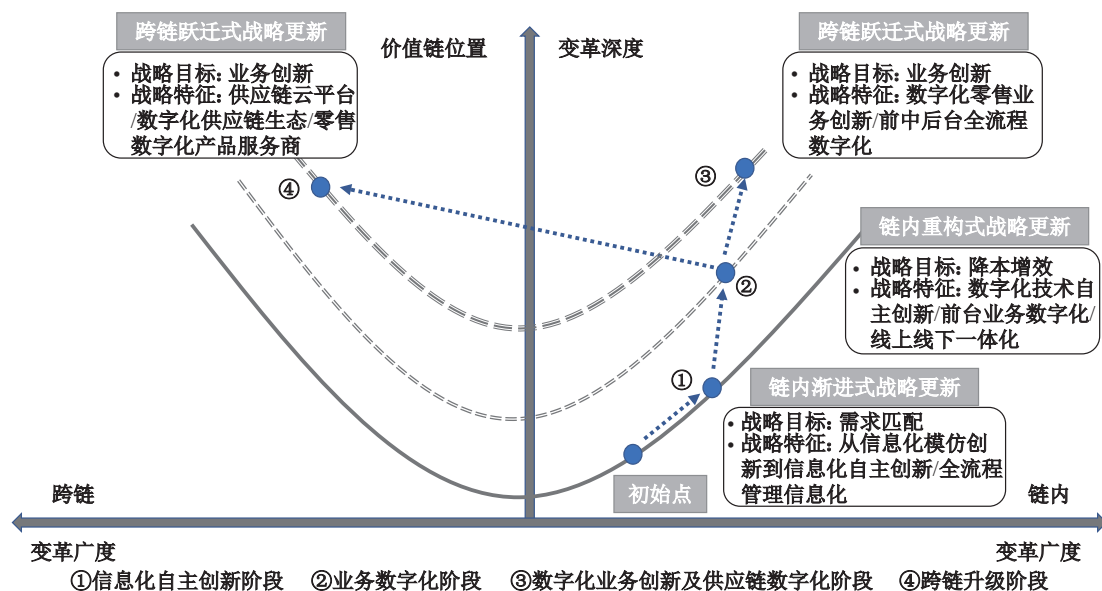 跨链跃迁式战略更新
• 战略目标：业务创新
• 战略特征：供应链云平台
/数字化供应链生态/零售
数字化产品服务商
价值链位置
变革深度
跨链跃迁式战略更新
• 战略目标：业务创新
• 战略特征：数字化零售业
务创新/前中后台全流程
数字化
④
③
②
①
链内重构式战略更新
• 战略目标：降本增效
• 战略特征：数字化技术自
主创新/前台业务数字化/
线上线下一体化
链内渐进式战略更新
• 战略目标：需求匹配
• 战略特征：从信息化模仿创
新到信息化自主创新/全流程
管理信息化
初始点
跨链
链内
变革广度
变革广度
①信息化自主创新阶段 ②业务数字化阶段 ③数字化业务创新及供应链数字化阶段 ④跨链升级阶段